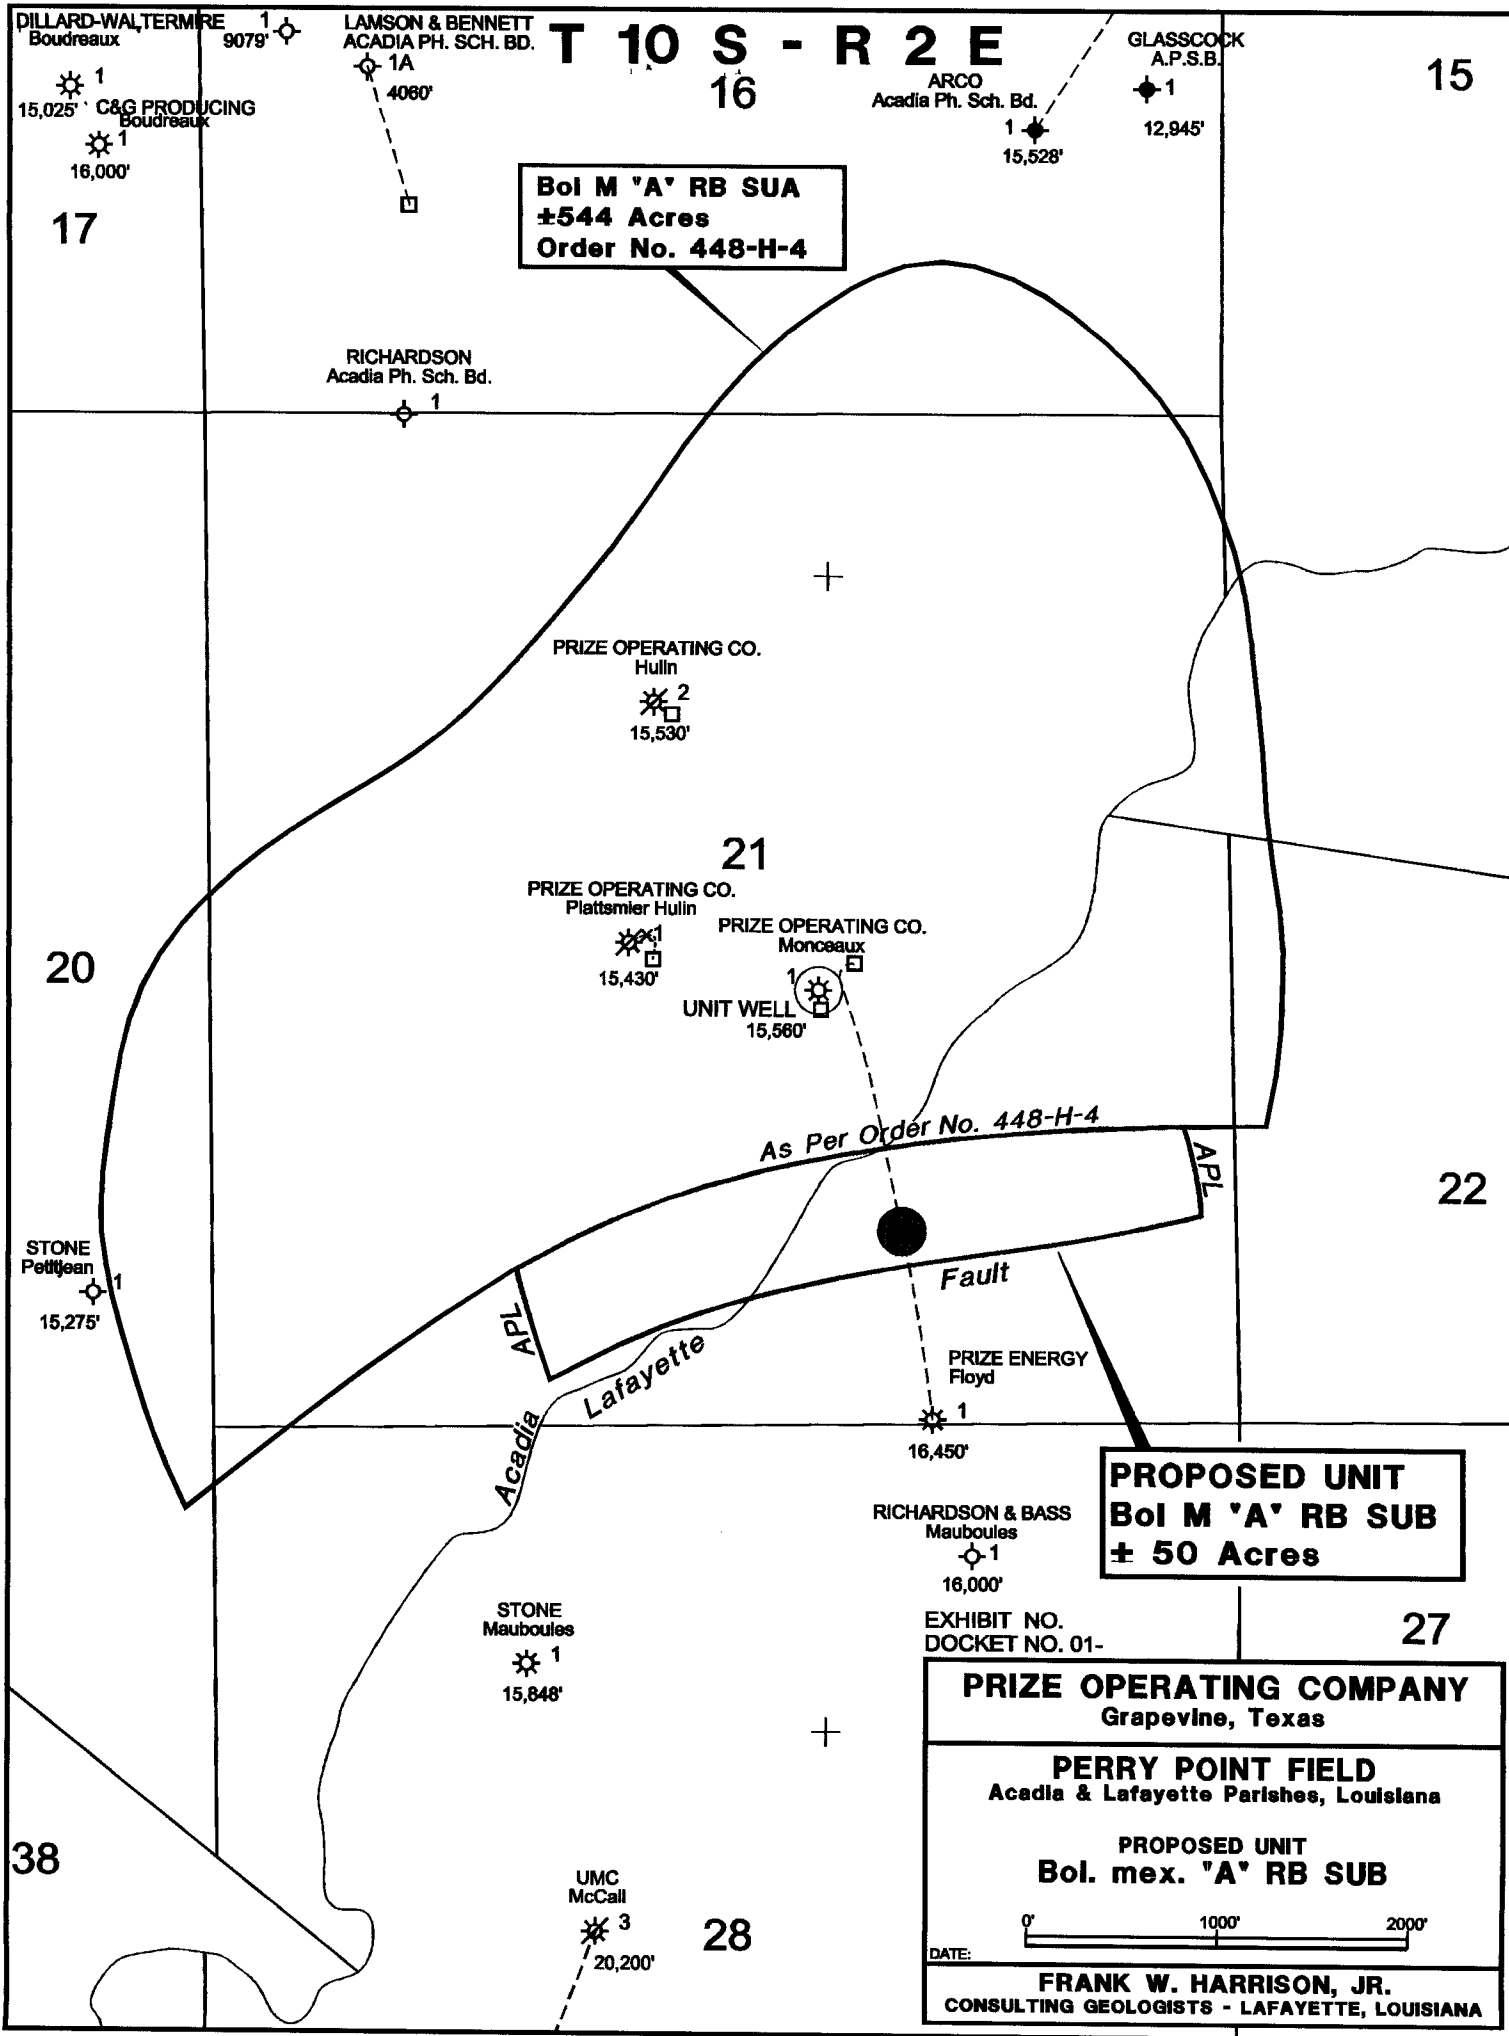 T 10 S - R 2 E
DILLARD-WALTERMIRE
Boudreaux
1
15,025'
1
9079'
LAMSON & BENNETT
ACADIA PH. SCH. BD.
1A
4060'
C&G PRODUCING
Boudreaux
1
16,000'
16
ARCO
Acadia Ph. Sch. Bd.
1
15,528'
GLASSCOCK
A.P.S.B.
1
12,945'
15
17
Bol M "A" RB SUA
±544 Acres
Order No. 448-H-4
RICHARDSON
Acadia Ph. Sch. Bd.
1
PRIZE OPERATING CO.
Hulin
2
15,530'
21
PRIZE OPERATING CO.
Plattsmier Hulin
1
15,430'
PRIZE OPERATING CO.
Monceaux
1
UNIT WELL
15,560'
20
As Per Order No. 448-H-4
APL
22
STONE
Petitjean
1
15,275'
Fault
APL
Lafayette
Acadia
PRIZE ENERGY
Floyd
1
16,450'
PROPOSED UNIT
Bol M "A" RB SUB
± 50 Acres
RICHARDSON & BASS
Mauboules
1
16,000'
STONE
Mauboules
1
15,848'
EXHIBIT NO.
DOCKET NO. 01-
27
PRIZE OPERATING COMPANY
Grapevine, Texas
PERRY POINT FIELD
Acadia & Lafayette Parishes, Louisiana
PROPOSED UNIT
Bol. mex. "A" RB SUB
0' 1000' 2000'
DATE:
FRANK W. HARRISON, JR.
CONSULTING GEOLOGISTS - LAFAYETTE, LOUISIANA
38
UMC
McCall
3
20,200'
28